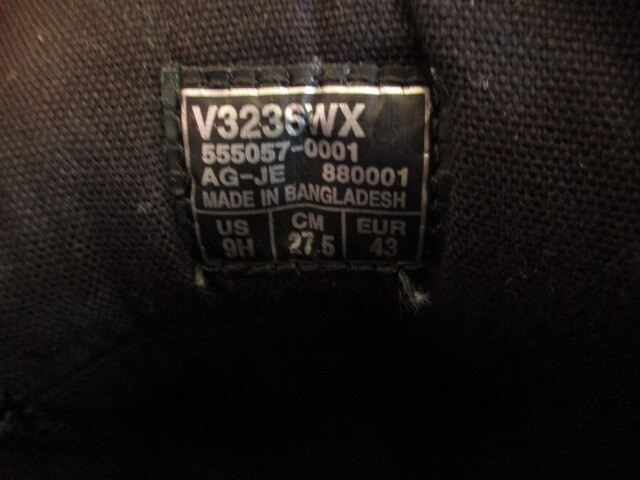 V3236WX
555057-0001
AG-JE 880001
MADE IN BANGLADESH
US CM EUR
9H 27.5 43